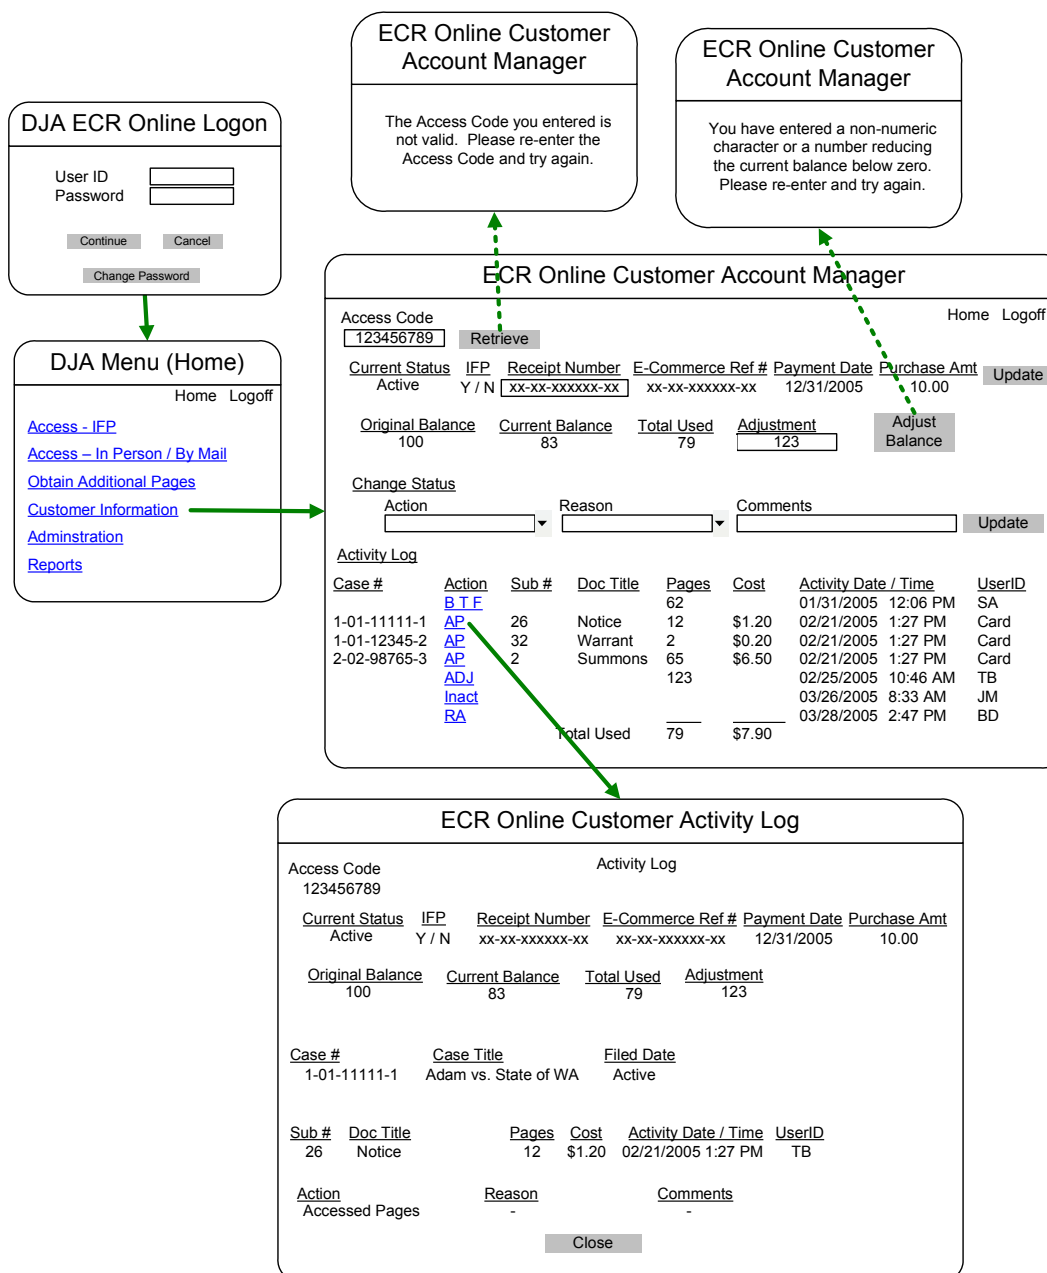 ECR Online Customer
Account Manager
The Access Code you entered is
not valid.  Please re-enter the
Access Code and try again.
ECR Online Customer
Account Manager
You have entered a non-numeric
character or a number reducing
the current balance below zero.
Please re-enter and try again.
DJA ECR Online Logon
User ID
Password
Continue Cancel
Change Password
DJA Menu (Home)
Home Logoff
Access - IFP
Access – In Person / By Mail
Obtain Additional Pages
Customer Information
Adminstration
Reports
ECR Online Customer Account Manager
Home Logoff
Access Code
123456789 Retrieve
Current Status IFP Receipt Number E-Commerce Ref # Payment Date Purchase Amt
Active Y / N xx-xx-xxxxxx-xx xx-xx-xxxxxx-xx 12/31/2005 10.00 Update
Original Balance Current Balance Total Used Adjustment
100 83 79 123
Adjust
Balance
Change Status
Action Reason Comments
Update
Activity Log
Case # Action Sub # Doc Title Pages Cost Activity Date / Time UserID
B T F 62 01/31/2005 12:06 PM SA
1-01-11111-1 AP 26 Notice 12 $1.20 02/21/2005 1:27 PM Card
1-01-12345-2 AP 32 Warrant 2 $0.20 02/21/2005 1:27 PM Card
2-02-98765-3 AP 2 Summons 65 $6.50 02/21/2005 1:27 PM Card
ADJ 123 02/25/2005 10:46 AM TB
Inact 03/26/2005 8:33 AM JM
RA 03/28/2005 2:47 PM BD
Total Used 79 $7.90
ECR Online Customer Activity Log
Activity Log
Access Code
123456789
Current Status IFP Receipt Number E-Commerce Ref # Payment Date Purchase Amt
Active Y / N xx-xx-xxxxxx-xx xx-xx-xxxxxx-xx 12/31/2005 10.00
Original Balance Current Balance Total Used Adjustment
100 83 79 123
Case # Case Title Filed Date
1-01-11111-1 Adam vs. State of WA Active
Sub # Doc Title Pages Cost Activity Date / Time UserID
26 Notice 12 $1.20 02/21/2005 1:27 PM TB
Action Reason Comments
Accessed Pages - -
Close